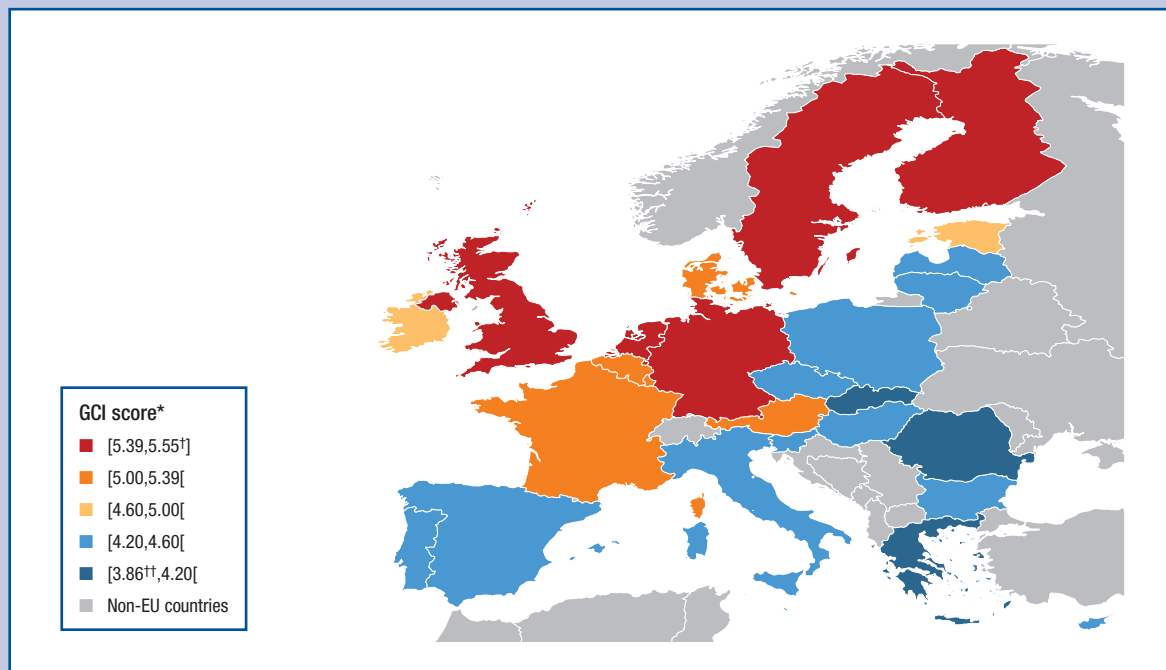 GCI score*
[5.39,5.55†]
[5.00,5.39[
[4.60,5.00[
[4.20,4.60[
[3.86††,4.20[
Non-EU countries